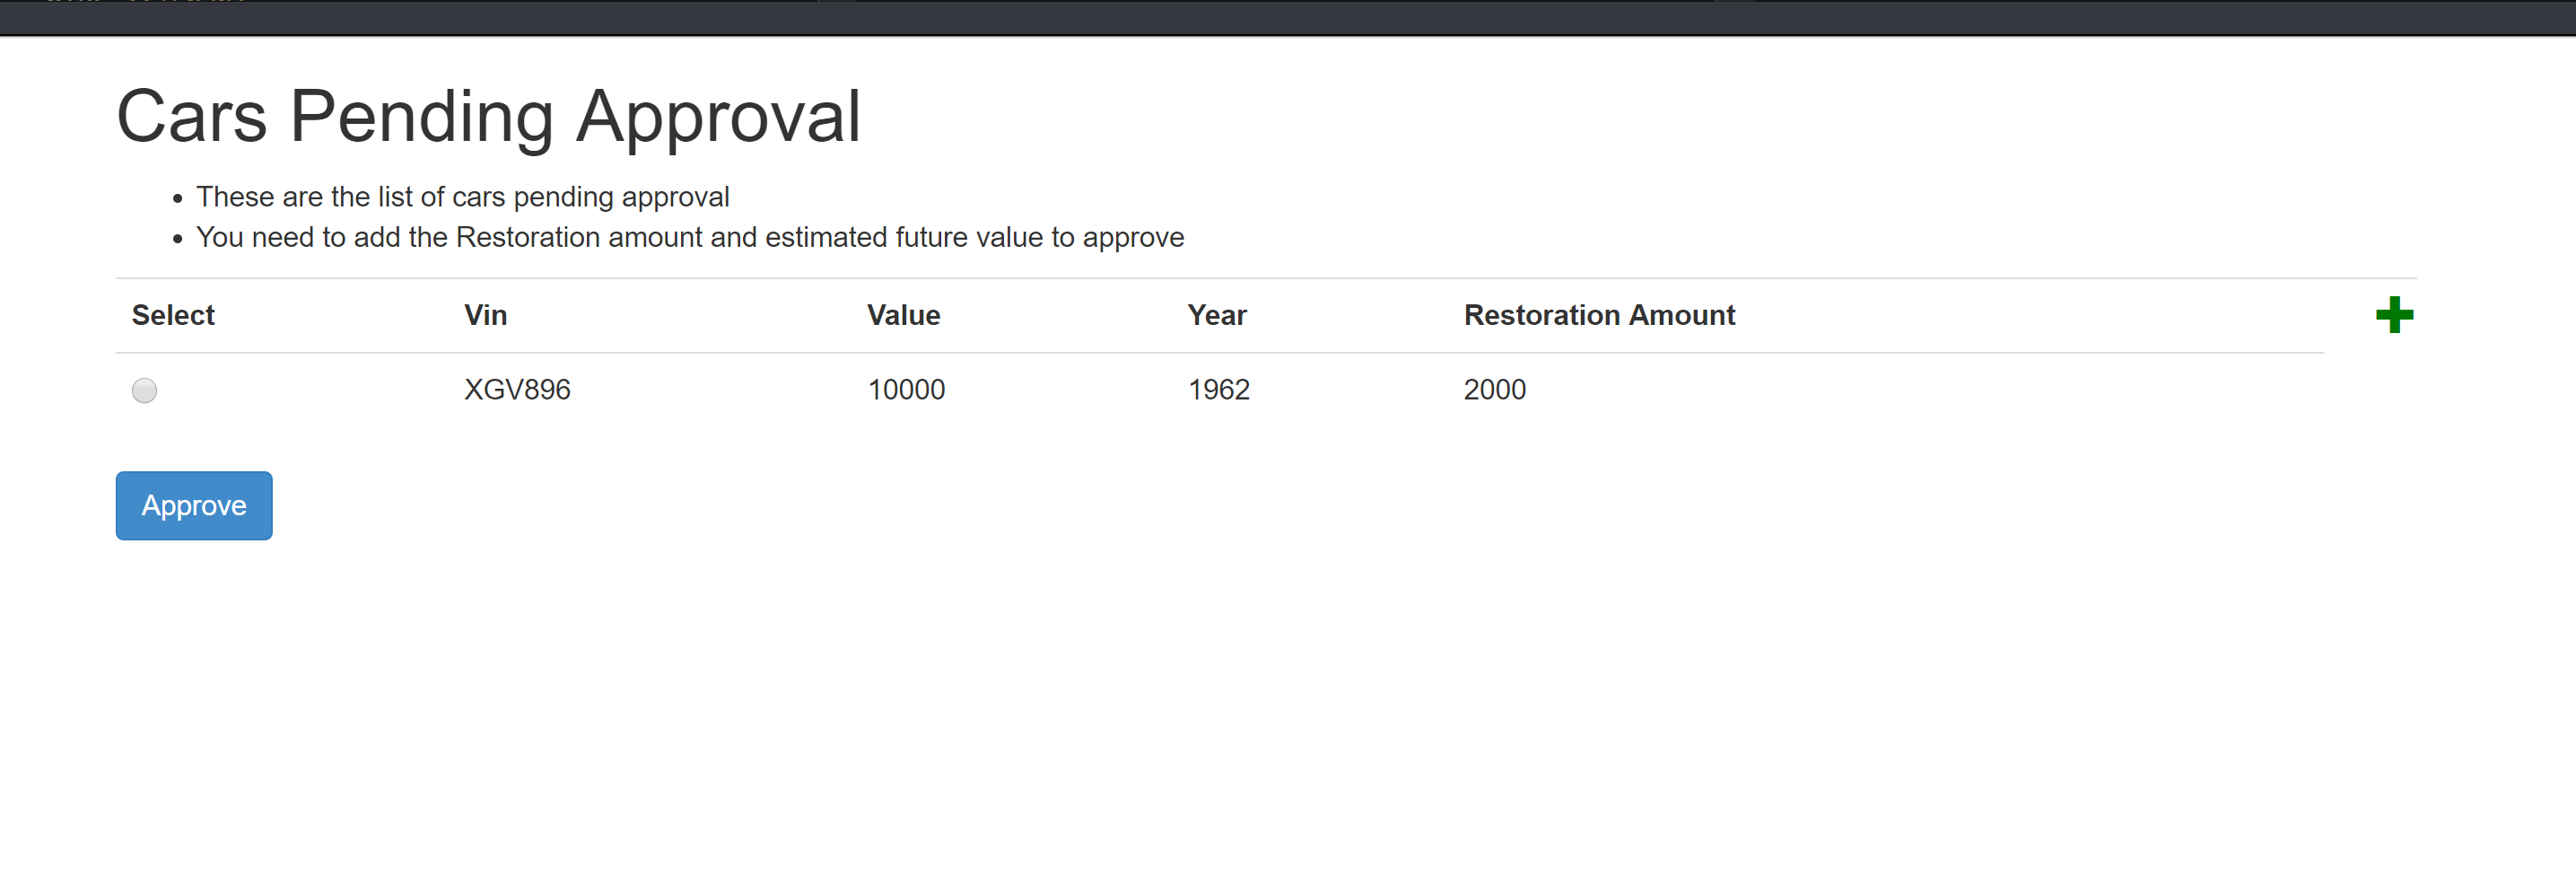 Cars Pending Approval
These are the list of cars pending approval
You need to add the Restoration amount and estimated future value to approve
Select Vin Value Year Restoration Amount
XGV896 10000 1962 2000
Approve